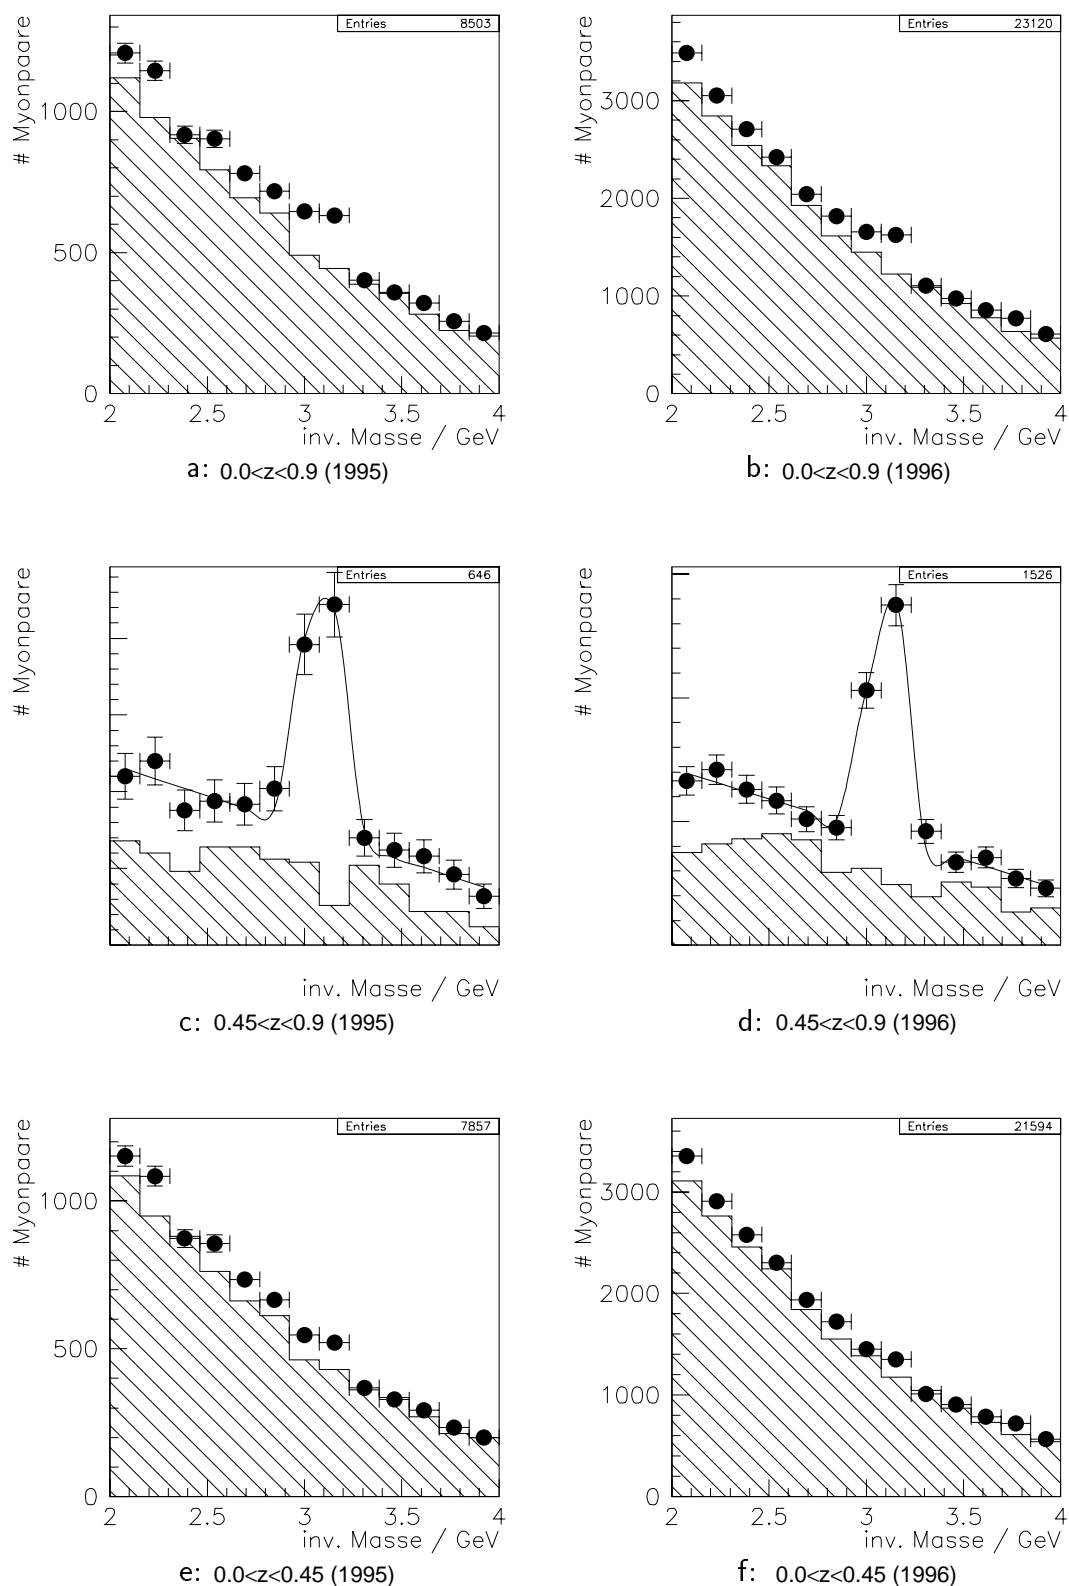 Entries 8503
# Myonpaare
1000
500
0
2 2.5 3 3.5 4
inv. Masse / GeV
a: 0.0<z<0.9 (1995)
Entries 23120
# Myonpaare
3000
2000
1000
0
2 2.5 3 3.5 4
inv. Masse / GeV
b: 0.0<z<0.9 (1996)
Entries 646
# Myonpaare
inv. Masse / GeV
c: 0.45<z<0.9 (1995)
Entries 1526
# Myonpaare
inv. Masse / GeV
d: 0.45<z<0.9 (1996)
Entries 7857
# Myonpaare
1000
500
0
2 2.5 3 3.5 4
inv. Masse / GeV
e: 0.0<z<0.45 (1995)
Entries 21594
# Myonpaare
3000
2000
1000
0
2 2.5 3 3.5 4
inv. Masse / GeV
f: 0.0<z<0.45 (1996)